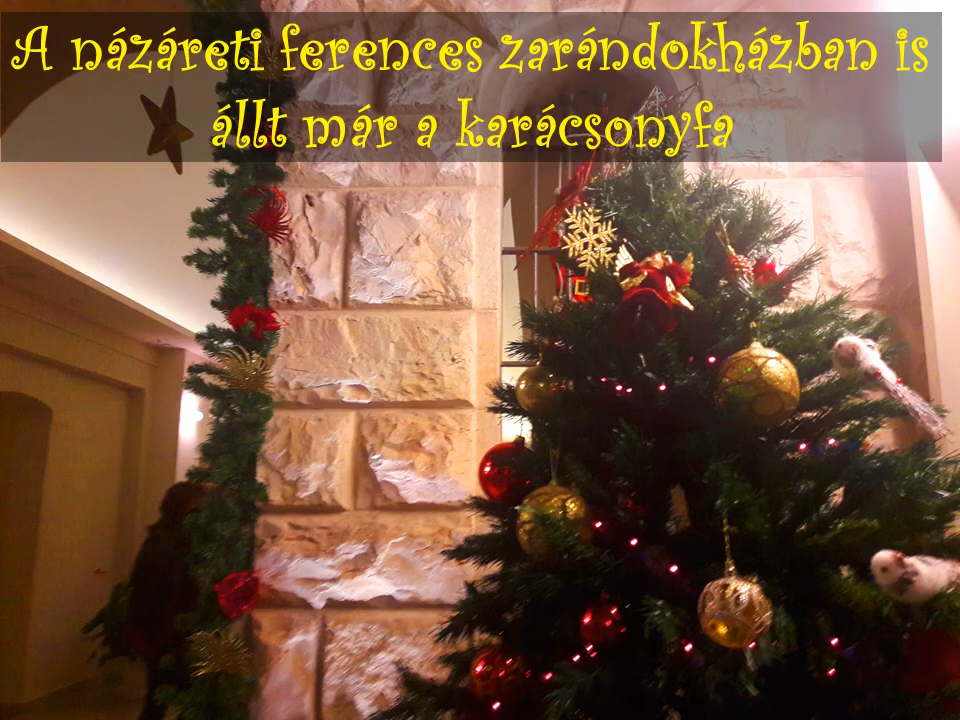 A názáreti ferences zarándokházban is
állt már a karácsonyfa